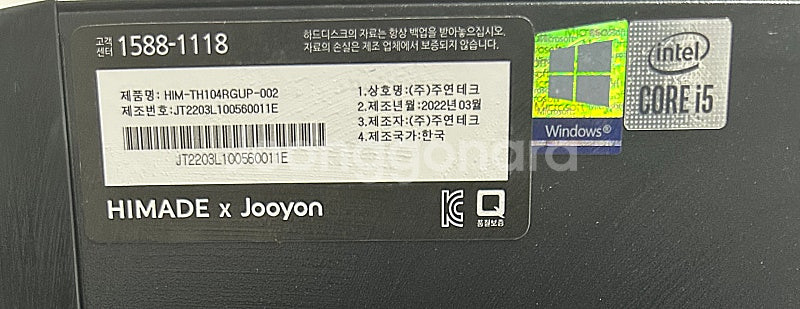 고객센터 1588-1118
하드디스크의 자료는 항상 백업을 받아놓으십시오.
자료의 손실은 제조 업체에서 보증되지 않습니다.
제품명: HIM-TH104RGUP-002
제조번호:JT2203L100560011E
JT2203L100560011E
1.상호명:(주)주연테크
2.제조년월:2022년03월
3.제조자:(주)주연테크
4.제조국가:한국
HIMADE x Jooyon
품질보증
Windows®
intel
CORE i5